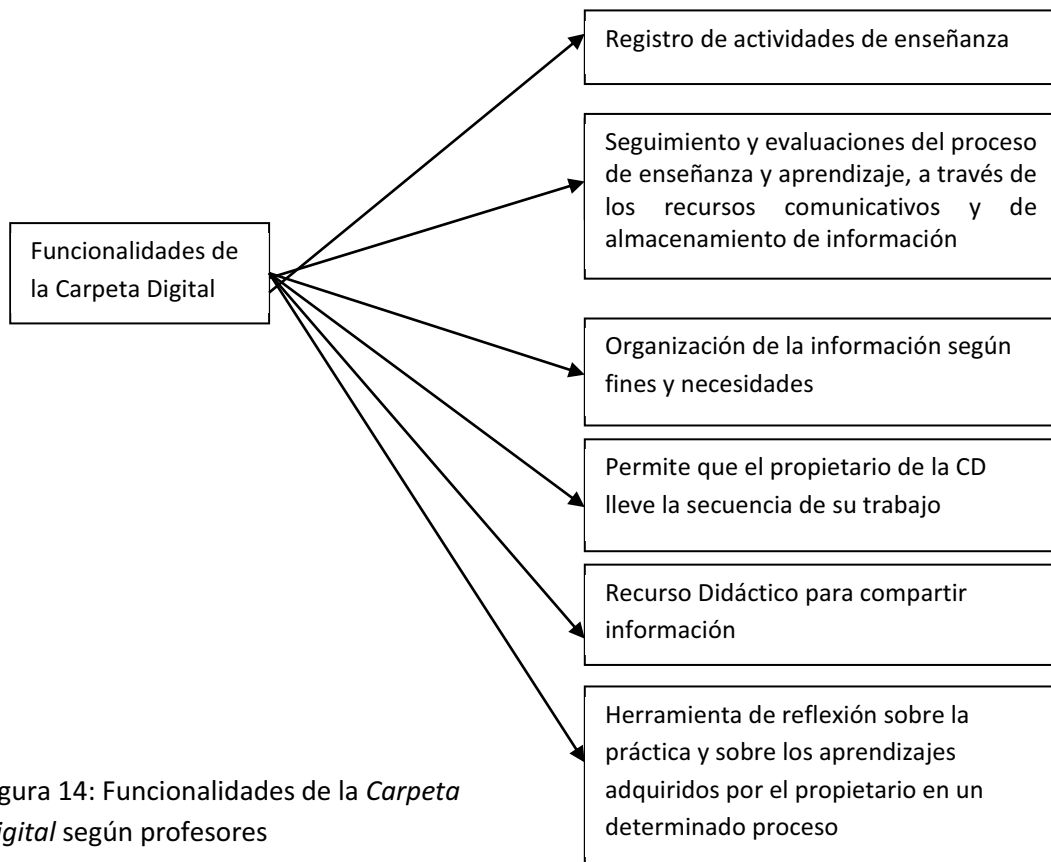 Registro de actividades de enseñanza
Seguimiento y evaluaciones del proceso
de enseñanza y aprendizaje, a través de
los recursos comunicativos y de
almacenamiento de información
Funcionalidades de
la Carpeta Digital
Organización de la información según
fines y necesidades
Permite que el propietario de la CD
lleve la secuencia de su trabajo
Recurso Didáctico para compartir
información
Herramienta de reflexión sobre la
práctica y sobre los aprendizajes
adquiridos por el propietario en un
determinado proceso
gura 14: Funcionalidades de la Carpeta
igital según profesores